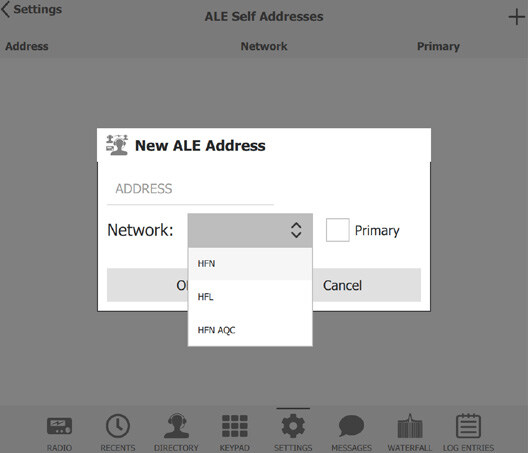 Settings
ALE Self Addresses
Address Network Primary
New ALE Address
ADDRESS
Network: Primary
HFN
Cancel
HFL
HFN AQC
RADIO RECENTS DIRECTORY KEYPAD SETTINGS MESSAGES WATERFALL LOG ENTRIES